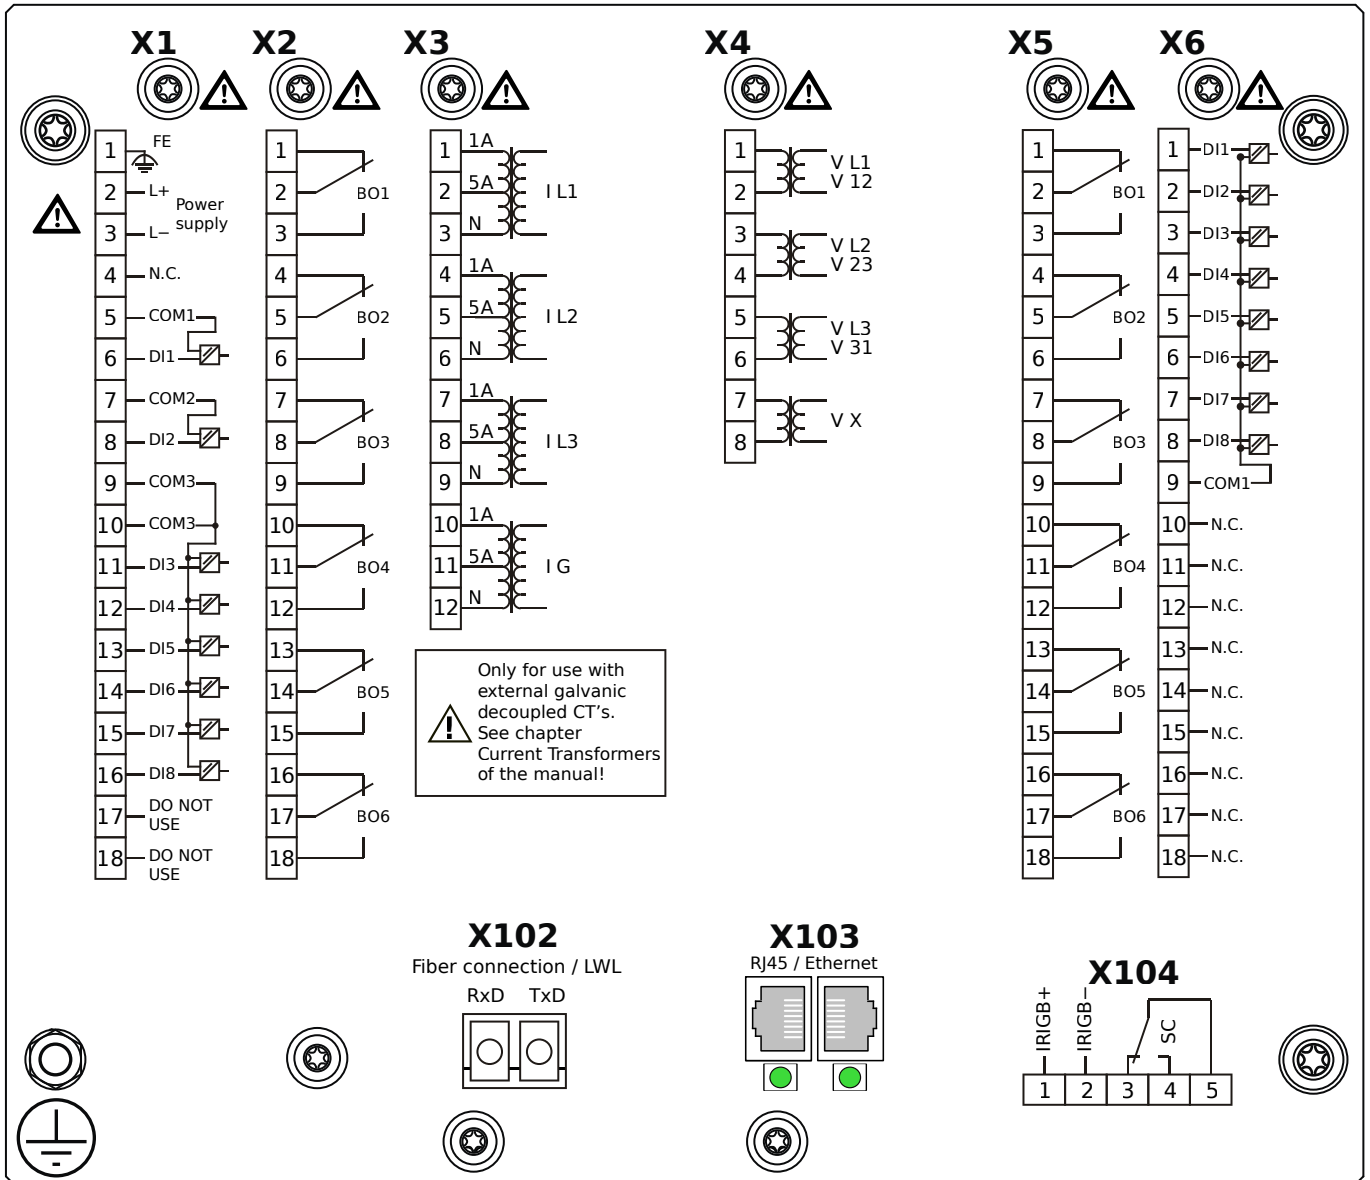 X1 X2 X3 X4 X5 X6
1 FE
2 L+
Power
supply
3 L−
4 N.C.
5 COM1
6 DI1
7 COM2
8 DI2
9 COM3
10 COM3
11 DI3
12 DI4
13 DI5
14 DI6
15 DI7
16 DI8
17 DO NOT
USE
18 DO NOT
USE
1
2 BO1
3
4
5 BO2
6
7
8 BO3
9
10
11 BO4
12
13
14 BO5
15
16
17 BO6
18
1 1A
2 5A I L1
3 N
4 1A
5 5A I L2
6 N
7 1A
8 5A I L3
9 N
10 1A
11 5A I G
12 N
Only for use with
external galvanic
decoupled CT's.
See chapter
Current Transformers
of the manual!
1 V L1
2 V 12
3 V L2
4 V 23
5 V L3
6 V 31
7 V X
8
1
2 BO1
3
4
5 BO2
6
7
8 BO3
9
10
11 BO4
12
13
14 BO5
15
16
17 BO6
18
1 DI1
2 DI2
3 DI3
4 DI4
5 DI5
6 DI6
7 DI7
8 DI8
9 COM1
10 N.C.
11 N.C.
12 N.C.
13 N.C.
14 N.C.
15 N.C.
16 N.C.
17 N.C.
18 N.C.
X102
Fiber connection / LWL
RxD TxD
X103
RJ45 / Ethernet
X104
IRIGB+
IRIGB−
SC
1 2 3 4 5